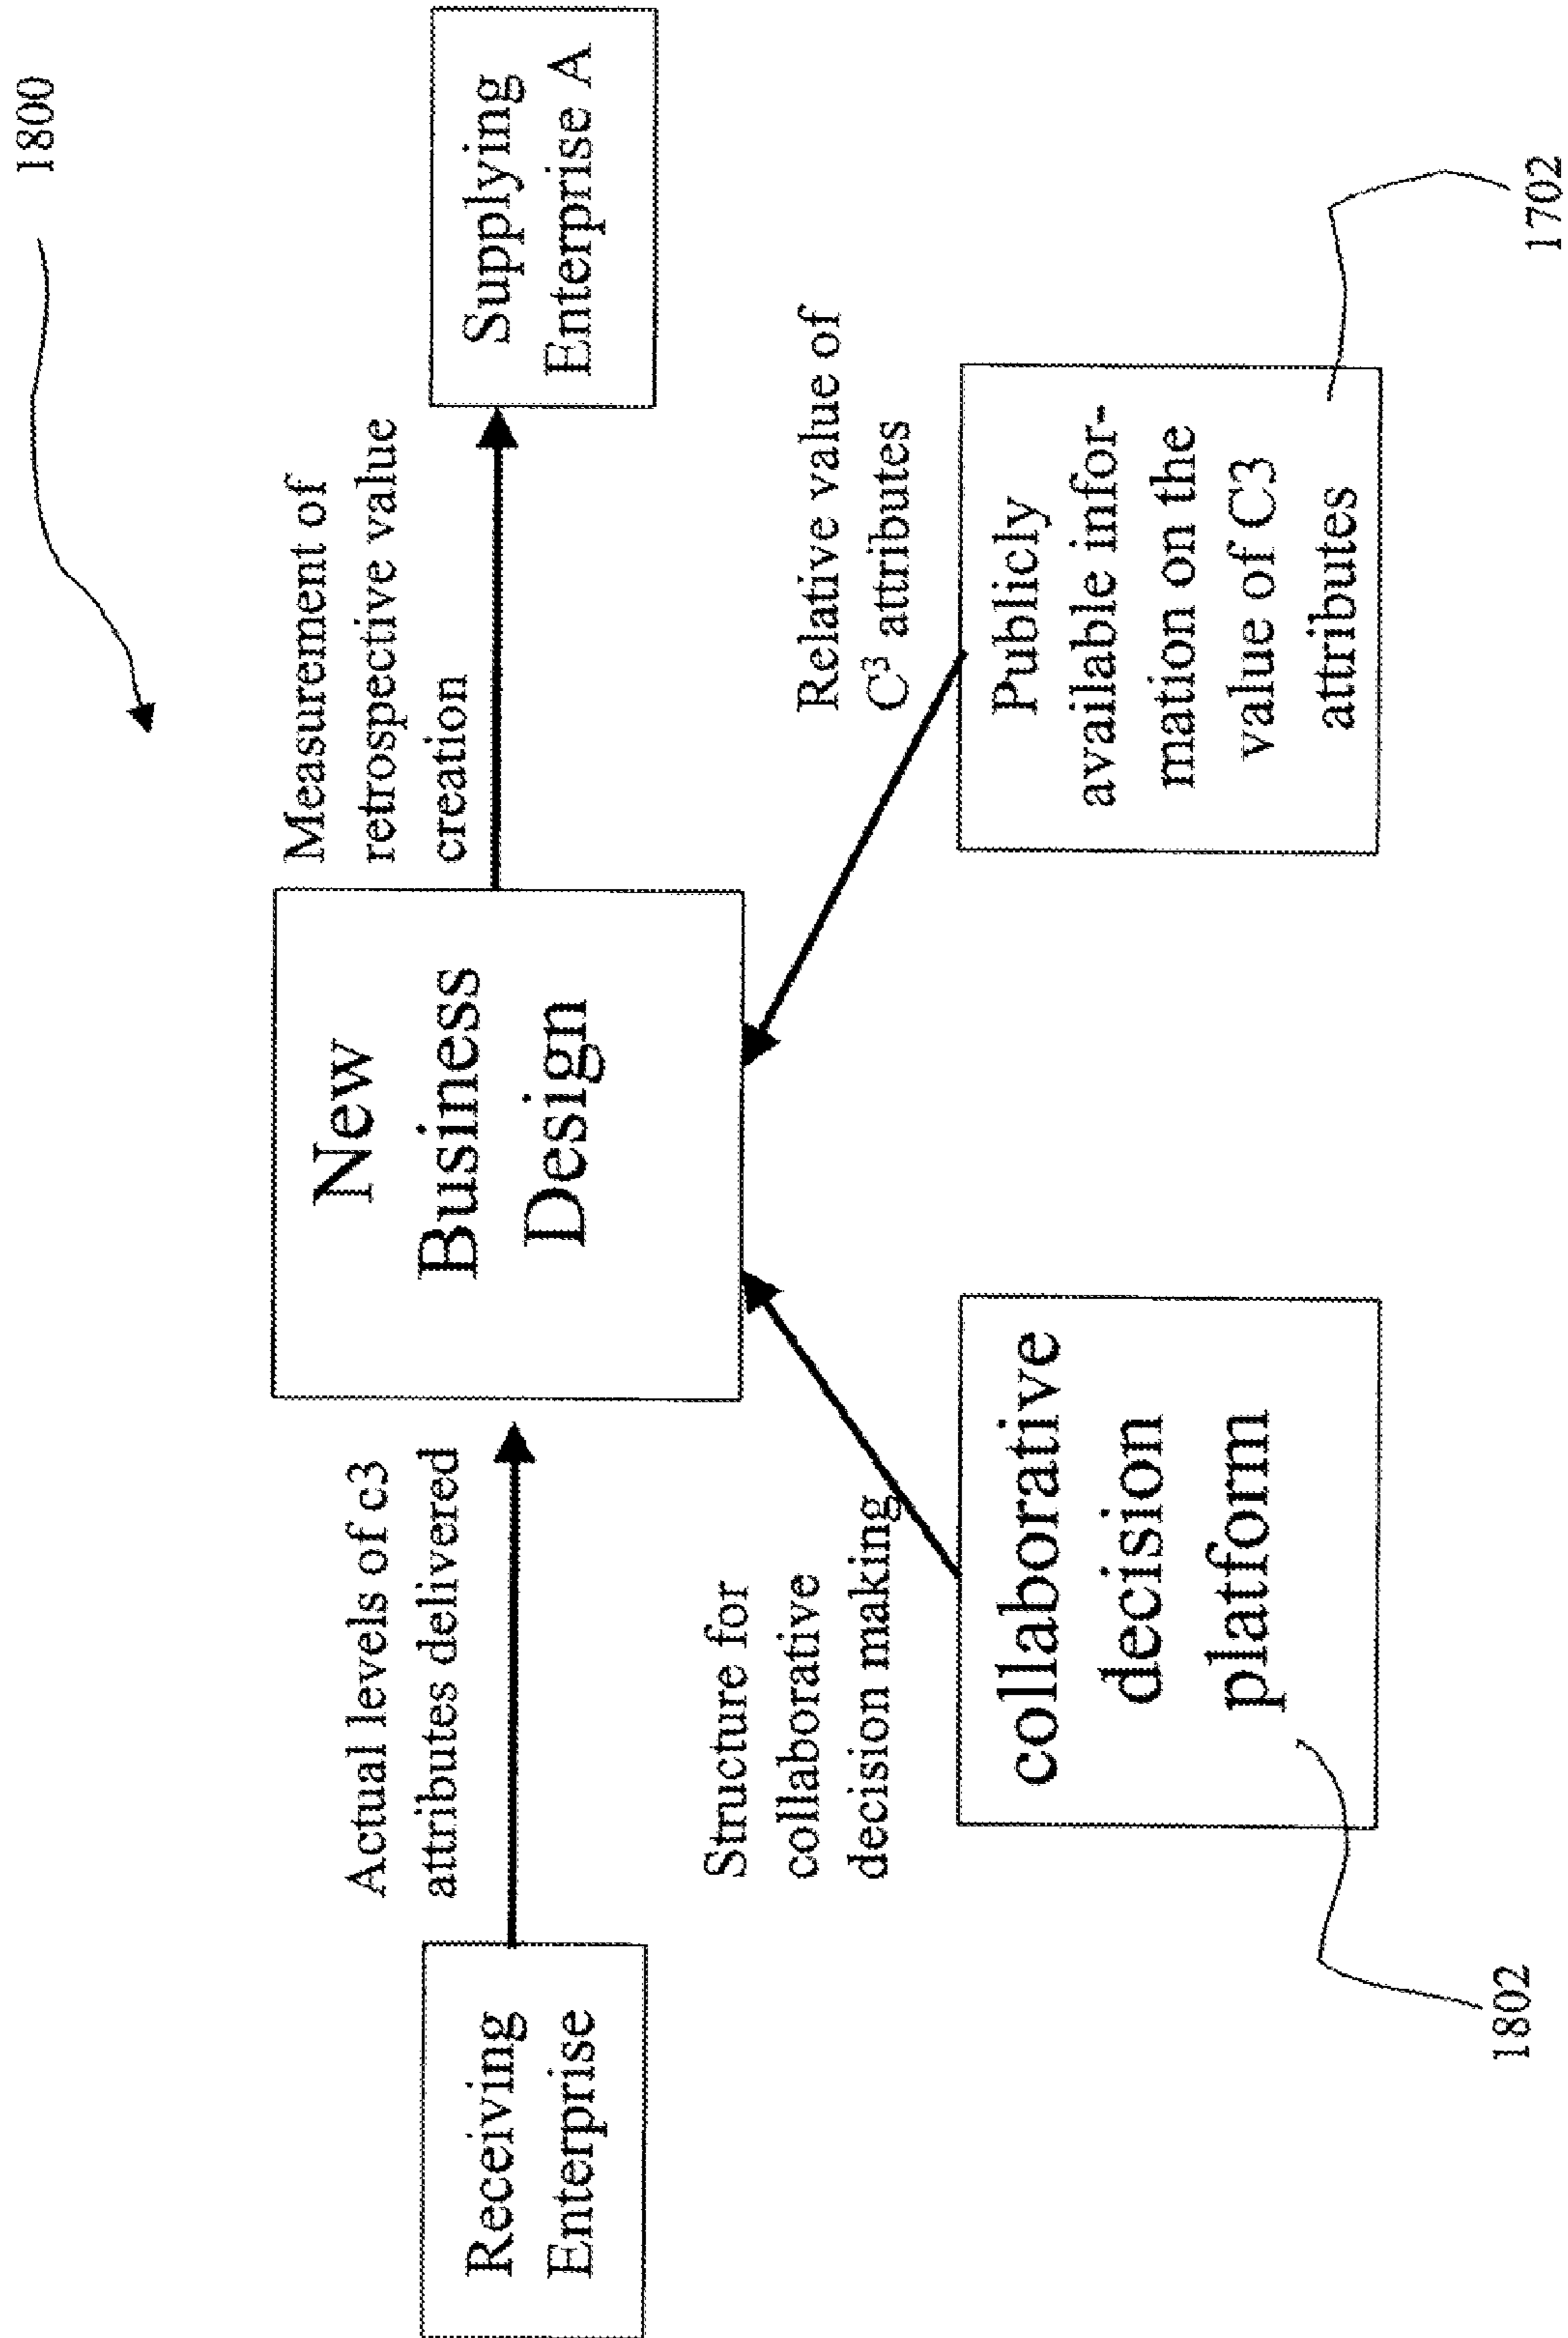 1800
Receiving
Enterprise
Actual levels of c3
attributes delivered
New
Business
Design
Measurement of
retrospective value
creation
Supplying
Enterprise A
Structure for
collaborative
decision making
Relative value of
C³ attributes
collaborative
decision
platform
Publicly
available infor-
mation on the
value of C3
attributes
1802
1702